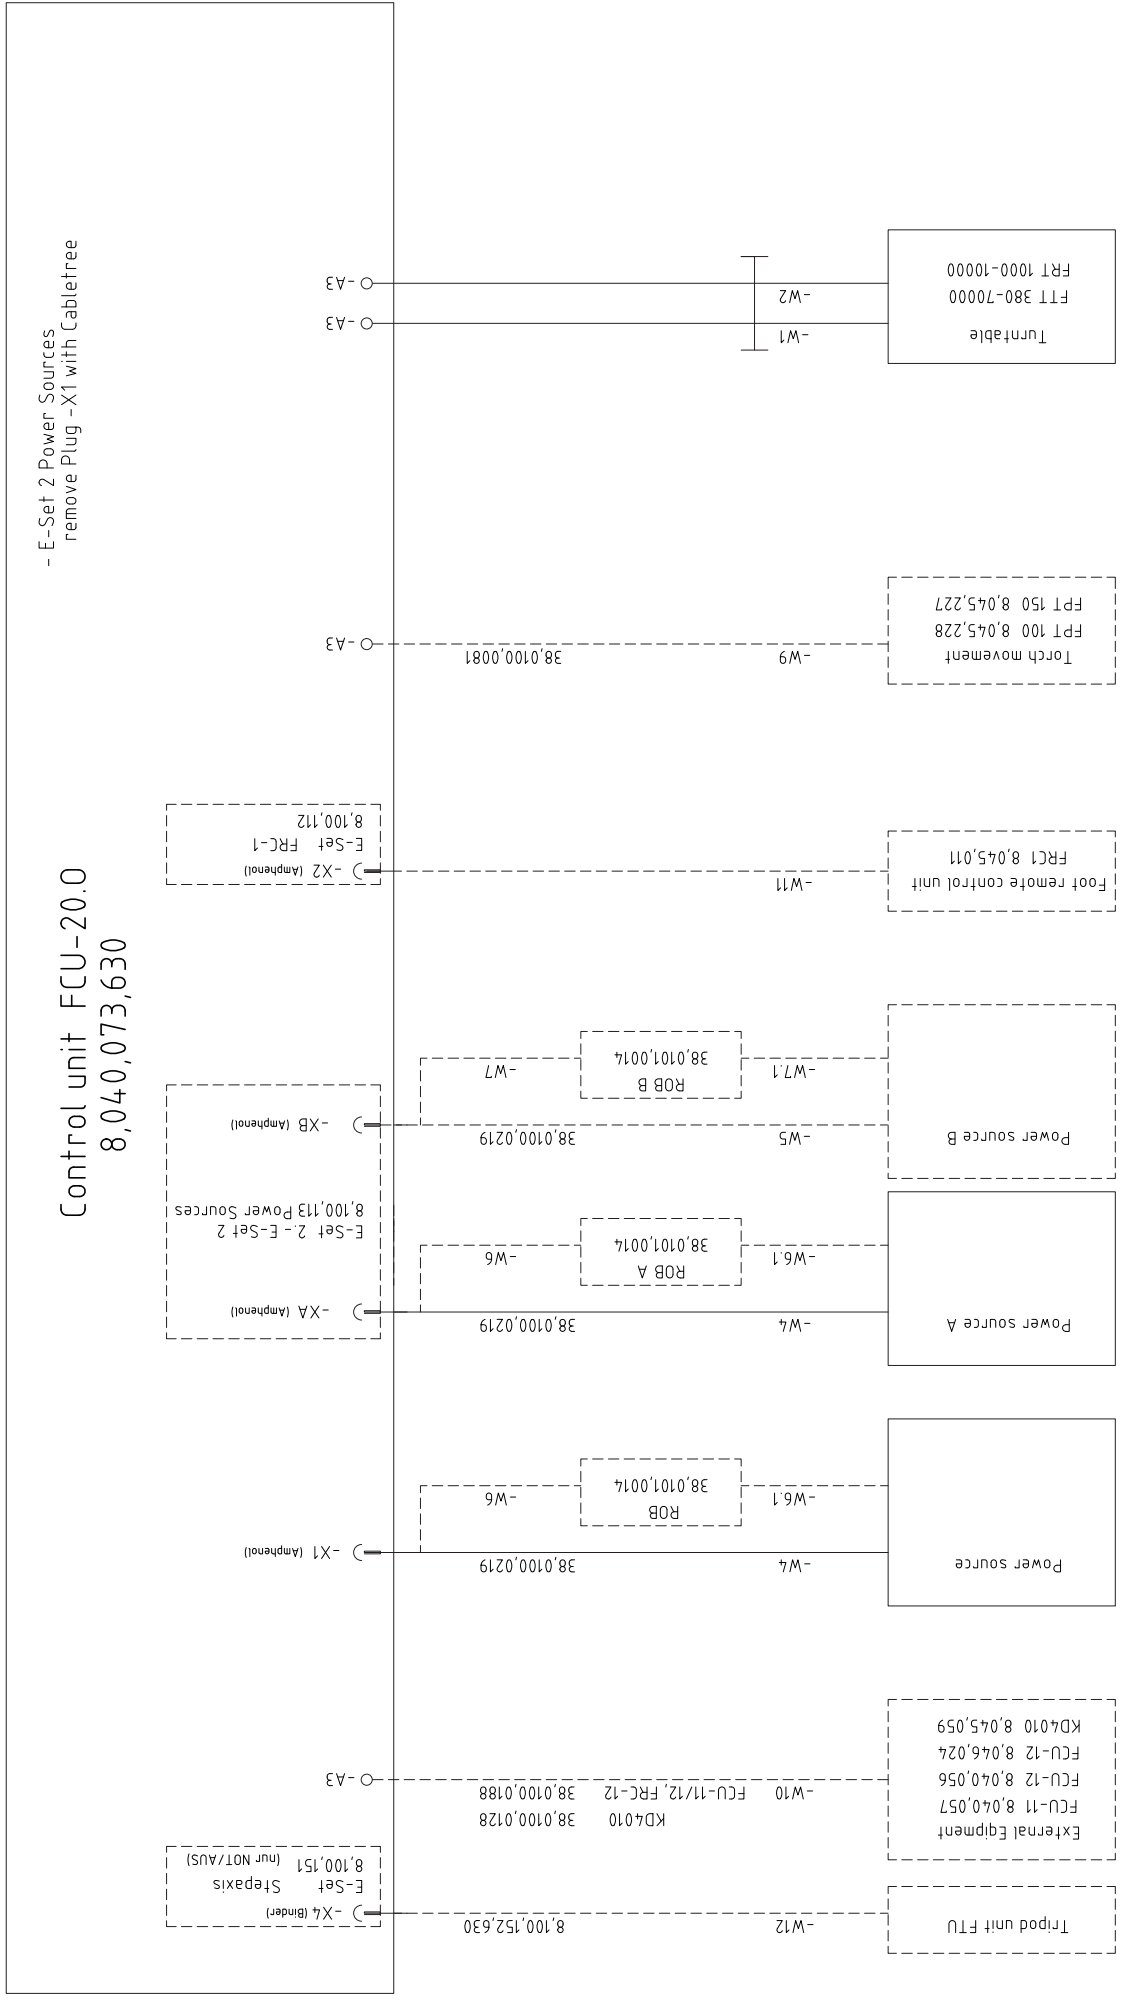 Control unit FCU-20.0
8,040,073,630
- E-Set 2 Power Sources
remove Plug -X1 with Cabletree
Tripod unit FTU
-W12
8,100,152,630
-X4 (Binder)
E-Set Stepaxis
8,100,151 (nur NOT/AUS)
External Eqipment
FCU-11 8,040,057
FCU-12 8,040,056
FCU-12 8,046,024
KD4010 8,045,059
KD4010 38,0100,0128
-W10 FCU-11/12, FRC-12 38,0100,0188
-A3
Power source
-W4
38,0100,0219
ROB
38,0101,0014
-W6.1
-W6
-X1 (Amphenol)
Power source A
-W4
38,0100,0219
ROB A
38,0101,0014
-W6.1
-W6
-XA (Amphenol)
E-Set 2.- E-Set 2
8,100,113 Power Sources
Power source B
-W5
38,0100,0219
ROB B
38,0101,0014
-W7.1
-W7
-XB (Amphenol)
Foot remote control unit
FRC1 8,045,011
-W11
-X2 (Amphenol)
E-Set FRC-1
8,100,112
Torch movement
FPT 100 8,045,228
FPT 150 8,045,227
-W9
38,0100,0081
-A3
Turntable
FTT 380-70000
FRT 1000-10000
-W1
-A3
-W2
-A3